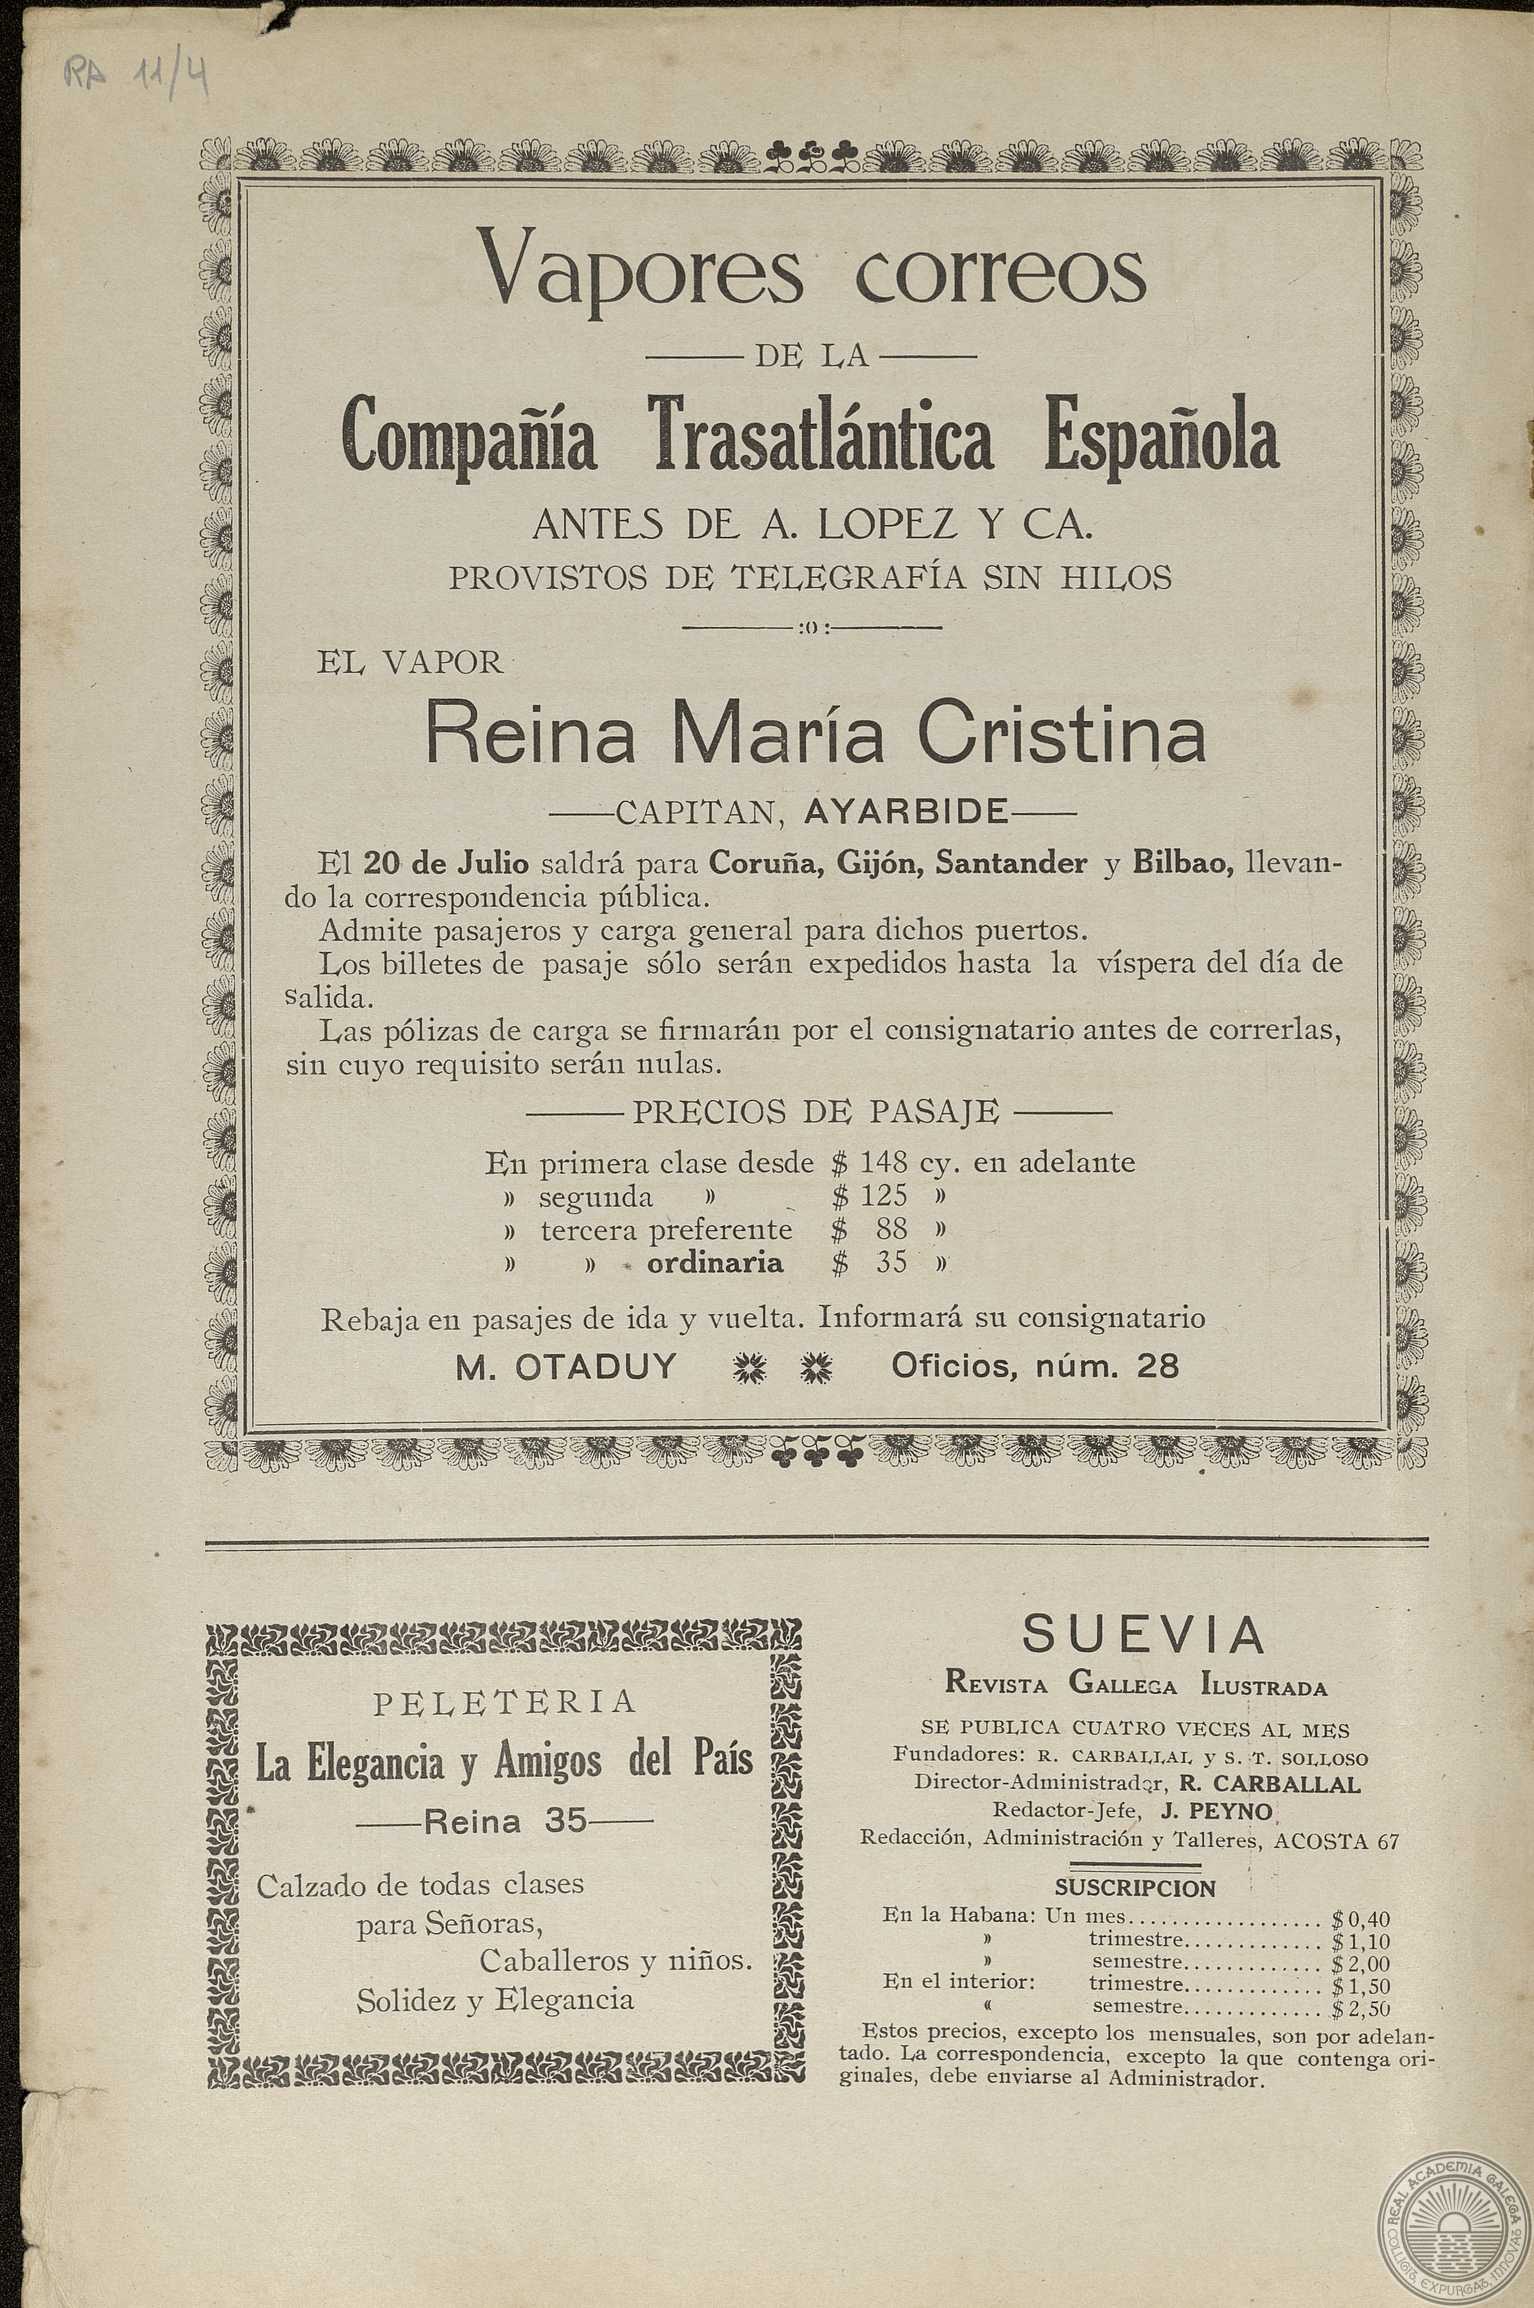 RA 11/4
Vapores correos
DE LA
Compañía Trasatlántica Española
ANTES DE A. LOPEZ Y CA.
PROVISTOS DE TELEGRAFÍA SIN HILOS
:o:
EL VAPOR
Reina María Cristina
CAPITAN, AYARBIDE
El 20 de Julio saldrá para Coruña, Gijón, Santander y Bilbao, llevan-
do la correspondencia pública.
Admite pasajeros y carga general para dichos puertos.
Los billetes de pasaje sólo serán expedidos hasta la víspera del día de
salida.
Las pólizas de carga se firmarán por el consignatario antes de correrlas,
sin cuyo requisito serán nulas.
PRECIOS DE PASAJE
En primera clase desde $ 148 cy. en adelante
» segunda » $ 125 »
» tercera preferente $ 88 »
» » ordinaria $ 35 »
Rebaja en pasajes de ida y vuelta. Informará su consignatario
M. OTADUY Oficios, núm. 28
PELETERIA
La Elegancia y Amigos del País
Reina 35
Calzado de todas clases
para Señoras,
Caballeros y niños.
Solidez y Elegancia
SUEVIA
REVISTA GALLEGA ILUSTRADA
SE PUBLICA CUATRO VECES AL MES
Fundadores: R. CARBALLAL y S. T. SOLLOSO
Director-Administrador, R. CARBALLAL
Redactor-Jefe, J. PEYNO
Redacción, Administración y Talleres, ACOSTA 67
SUSCRIPCION
En la Habana: Un mes.................. $ 0,40
» trimestre............. $ 1,10
» semestre............. $ 2,00
En el interior: trimestre............. $ 1,50
« semestre............. $ 2,50
Estos precios, excepto los mensuales, son por adelan-
tado. La correspondencia, excepto la que contenga ori-
ginales, debe enviarse al Administrador.
REAL ACADEMIA GALEGA
COLLIGIT, EXPURGAT, INNOVAT